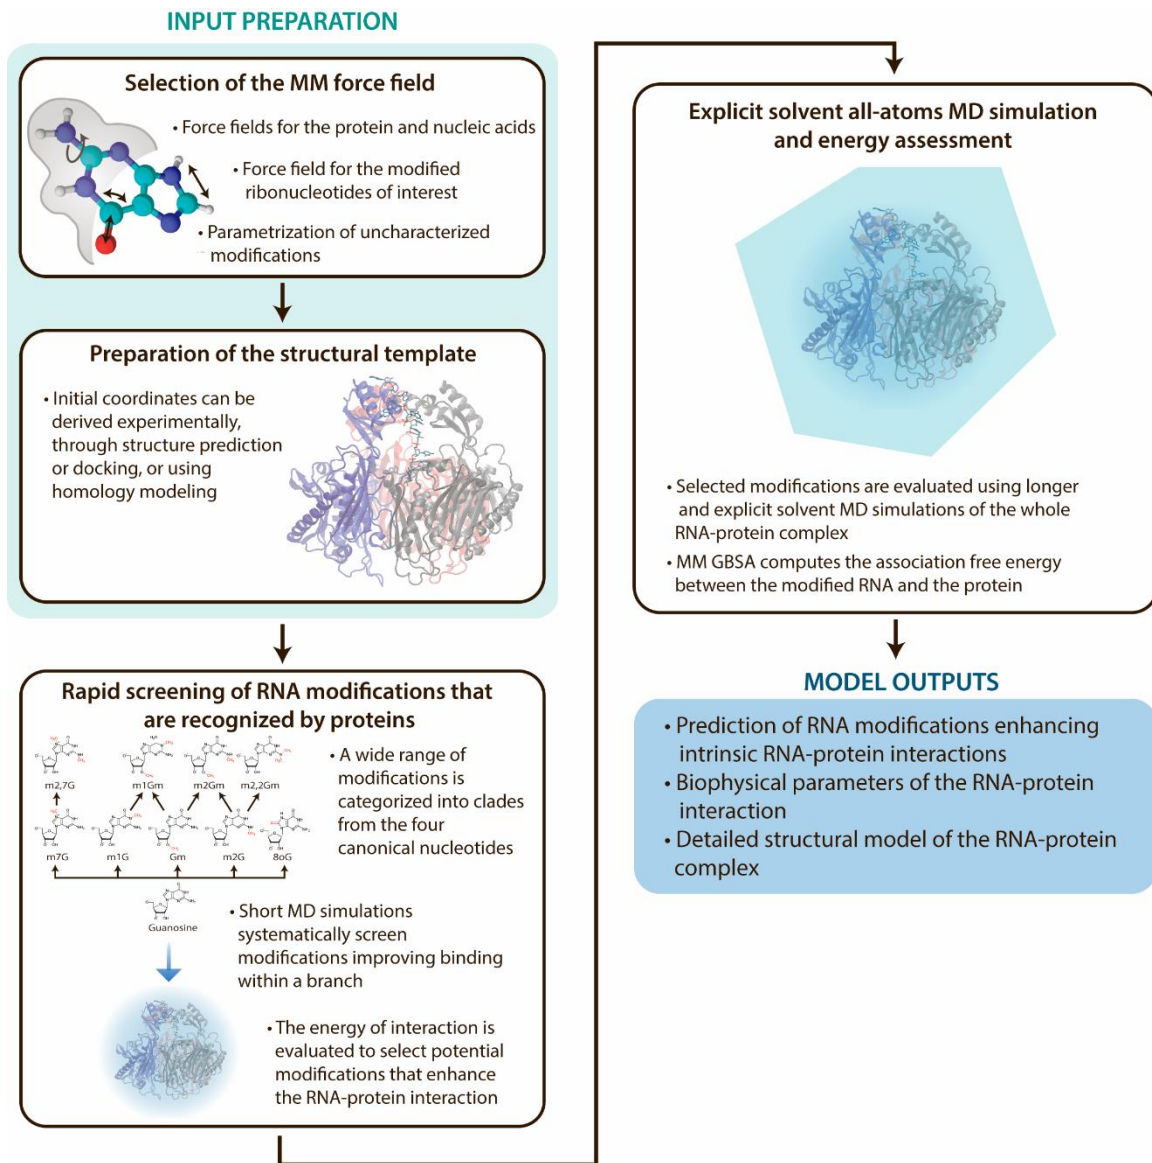 INPUT PREPARATION
Selection of the MM force field
• Force fields for the protein and nucleic acids
• Force field for the modified
ribonucleotides of interest
• Parametrization of uncharacterized
modifications
Preparation of the structural template
• Initial coordinates can be
derived experimentally,
through structure prediction
or docking, or using
homology modeling
Rapid screening of RNA modifications that
are recognized by proteins
m2,7G m1Gm m2Gm m2,2Gm
m7G m1G Gm m2G 8oG
Guanosine
• A wide range of
modifications is
categorized into clades
from the four
canonical nucleotides
• Short MD simulations
systematically screen
modifications improving binding
within a branch
• The energy of interaction is
evaluated to select potential
modifications that enhance
the RNA-protein interaction
Explicit solvent all-atoms MD simulation
and energy assessment
• Selected modifications are evaluated using longer
and explicit solvent MD simulations of the whole
RNA-protein complex
• MM GBSA computes the association free energy
between the modified RNA and the protein
MODEL OUTPUTS
• Prediction of RNA modifications enhancing
intrinsic RNA-protein interactions
• Biophysical parameters of the RNA-protein
interaction
• Detailed structural model of the RNA-protein
complex